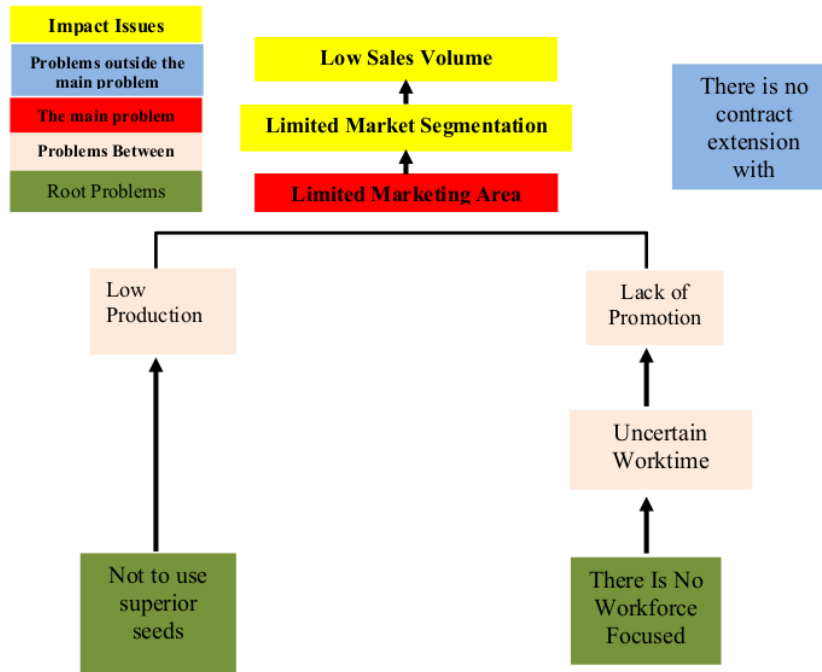 Impact Issues
Problems outside the
main problem
The main problem
Problems Between
Root Problems
Low Sales Volume
Limited Market Segmentation
Limited Marketing Area
There is no
contract
extension
with
Low
Production
Lack of
Promotion
Uncertain
Worktime
Not to use
superior
seeds
There Is No
Workforce
Focused